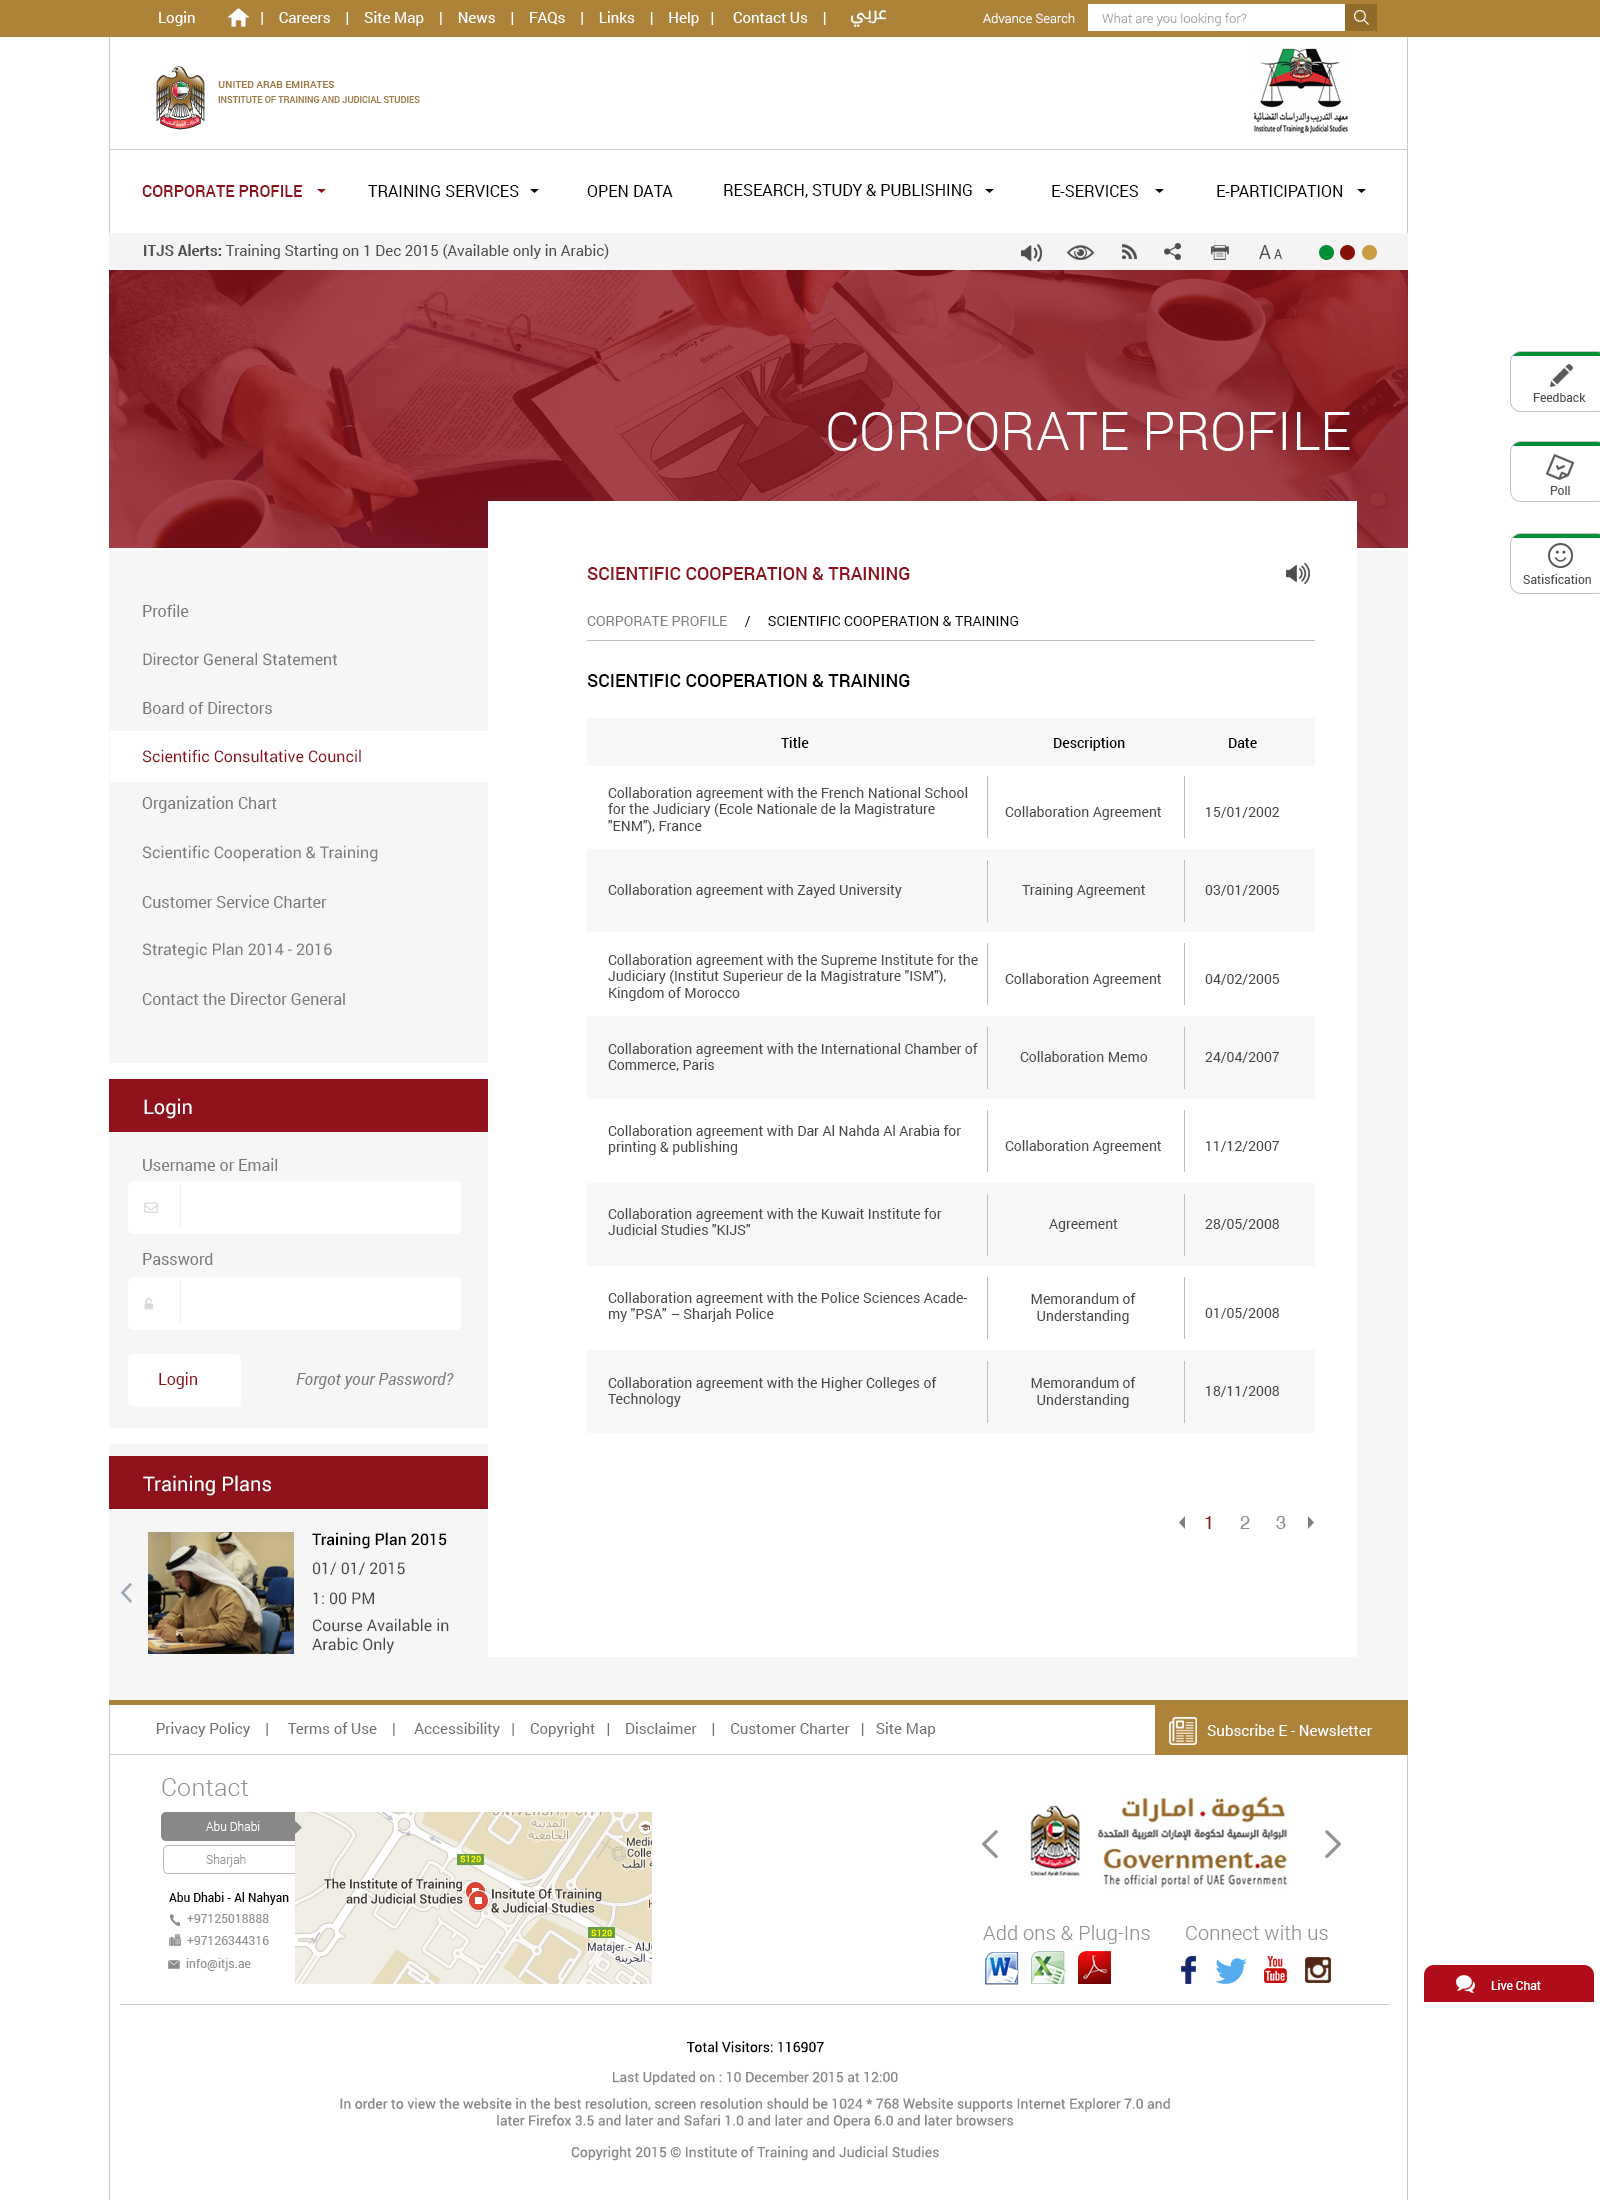 Login | Careers | Site Map | News | FAQs | Links | Help | Contact Us | عربي Advance Search What are you looking for?
UNITED ARAB EMIRATES
INSTITUTE OF TRAINING AND JUDICIAL STUDIES
معهد التدريب والدراسات القضائية
Institute of Training & Judicial Studies
CORPORATE PROFILE TRAINING SERVICES OPEN DATA RESEARCH, STUDY & PUBLISHING E-SERVICES E-PARTICIPATION
ITJS Alerts: Training Starting on 1 Dec 2015 (Available only in Arabic) A A
Branches
CORPORATE PROFILE
Feedback
Poll
Satisfication
Profile
Director General Statement
Board of Directors
Scientific Consultative Council
Organization Chart
Scientific Cooperation & Training
Customer Service Charter
Strategic Plan 2014 - 2016
Contact the Director General
Login
Username or Email
Password
Login Forgot your Password?
Training Plans
Training Plan 2015
01/ 01/ 2015
1: 00 PM
Course Available in
Arabic Only
SCIENTIFIC COOPERATION & TRAINING
CORPORATE PROFILE / SCIENTIFIC COOPERATION & TRAINING
SCIENTIFIC COOPERATION & TRAINING
Title Description Date
Collaboration agreement with the French National School
for the Judiciary (Ecole Nationale de la Magistrature
"ENM"), France
Collaboration Agreement 15/01/2002
Collaboration agreement with Zayed University Training Agreement 03/01/2005
Collaboration agreement with the Supreme Institute for the
Judiciary (Institut Superieur de la Magistrature "ISM"),
Kingdom of Morocco
Collaboration Agreement 04/02/2005
Collaboration agreement with the International Chamber of
Commerce, Paris
Collaboration Memo 24/04/2007
Collaboration agreement with Dar Al Nahda Al Arabia for
printing & publishing
Collaboration Agreement 11/12/2007
Collaboration agreement with the Kuwait Institute for
Judicial Studies "KIJS"
Agreement 28/05/2008
Collaboration agreement with the Police Sciences Acade-
my "PSA" – Sharjah Police
Memorandum of
Understanding
01/05/2008
Collaboration agreement with the Higher Colleges of
Technology
Memorandum of
Understanding
18/11/2008
1 2 3
Privacy Policy | Terms of Use | Accessibility | Copyright | Disclaimer | Customer Charter | Site Map
Subscribe E - Newsletter
Contact
Abu Dhabi
Sharjah
Abu Dhabi - Al Nahyan
+97125018888
+97126344316
info@itjs.ae
UNIVERSITY CITY
المدينة
الجامعية
Medic
Colle
كلية الطب
S120
The Institute of Training
and Judicial Studies
Insitute Of Training
& Judicial Studies
S120
Matajer - AlJu
الجرينة -
حكومة . امارات
البوابة الرسمية لحكومة الإمارات العربية المتحدة
Government.ae
The official portal of UAE Government
Add ons & Plug-Ins
Connect with us
W
X
You
Tube
Live Chat
Total Visitors: 116907
Last Updated on : 10 December 2015 at 12:00
In order to view the website in the best resolution, screen resolution should be 1024 * 768 Website supports Internet Explorer 7.0 and
later Firefox 3.5 and later and Safari 1.0 and later and Opera 6.0 and later browsers
Copyright 2015 © Institute of Training and Judicial Studies